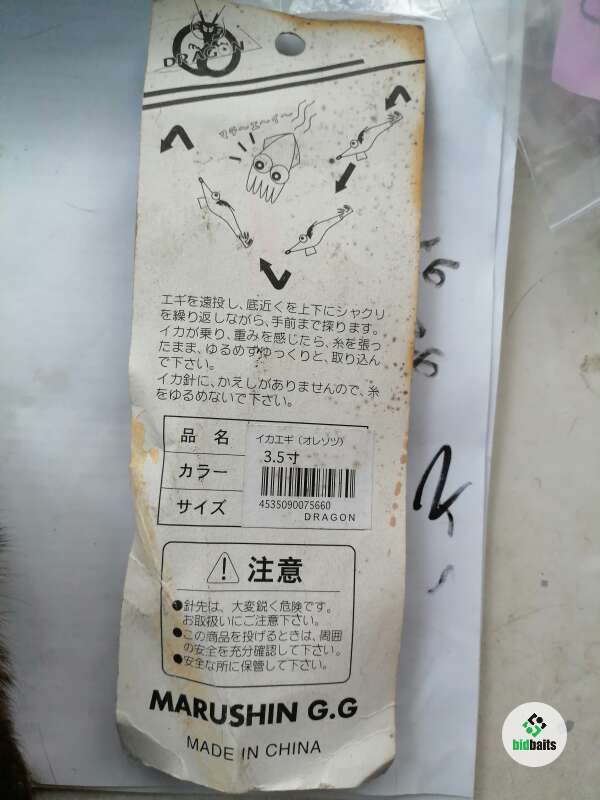 DRAGON
エギを遠投し、底近くを上下にシャクリ
を繰り返しながら、手前まで探ります。
イカが乗り、重みを感じたら、糸を張っ
たまま、ゆるめずゆっくりと、取り込ん
で下さい。
イカ針に、かえしがありませんので、糸
をゆるめないで下さい。
品 名
イカエギ（オレゾツ）
カラー
3.5寸
サイズ
4535090075660
DRAGON
注意
●針先は、大変鋭く危険です。
お取扱いにご注意下さい。
●この商品を投げるときは、周囲
の安全を充分確認して下さい。
●安全な所に保管して下さい。
MARUSHIN G.G
MADE IN CHINA
bidbaits